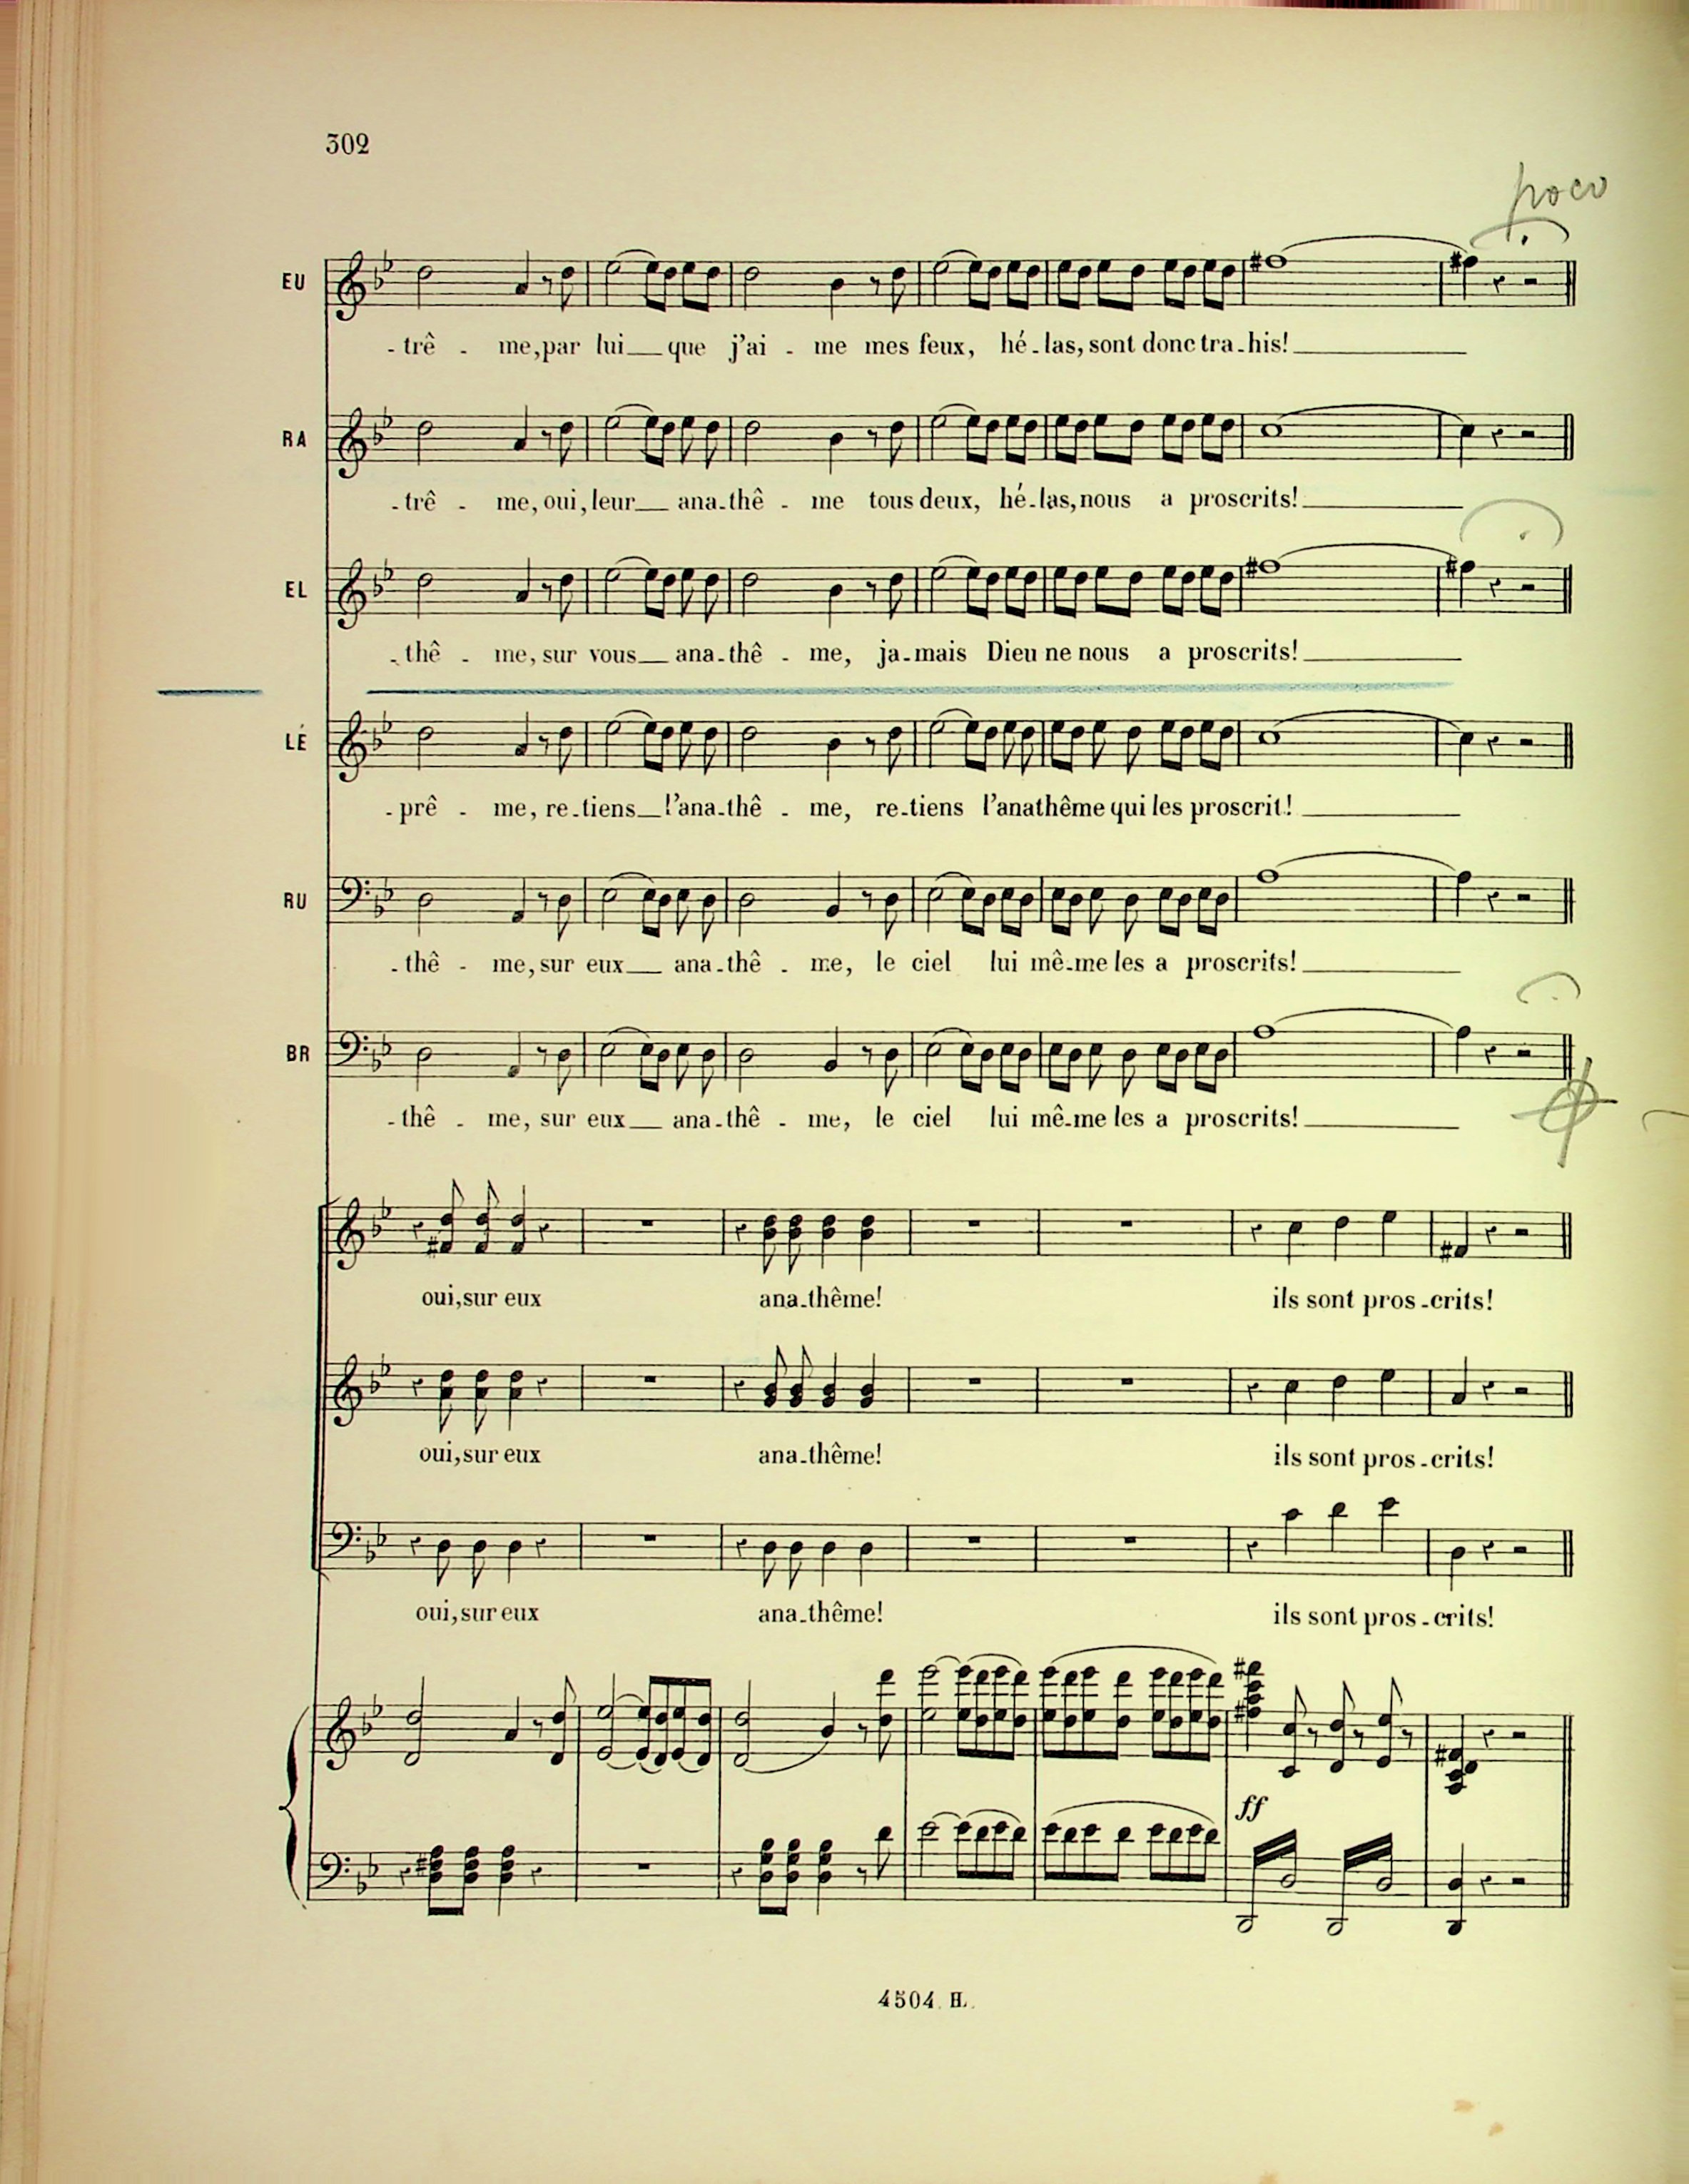 302
poco
EU
- trê - me, par lui que j'ai - me mes feux, hé - las, sont donc tra - his!
RA
- trê - me, oui, leur ana - thê - me tous deux, hé - las, nous a proscrits!
EL
- thê - me, sur vous ana - thê - me, ja - mais Dieu ne nous a proscrits!
LÉ
- prê - me, re - tiens l'ana - thê - me, re - tiens l'anathême qui les proscrit!
RU
- thê - me, sur eux ana - thê - me, le ciel lui mê - me les a proscrits!
BR
- thê - me, sur eux ana - thê - me, le ciel lui mê - me les a proscrits!
oui, sur eux ana - thême! ils sont pros - crits!
oui, sur eux ana - thême! ils sont pros - crits!
oui, sur eux ana - thême! ils sont pros - crits!
ff
4504. H.